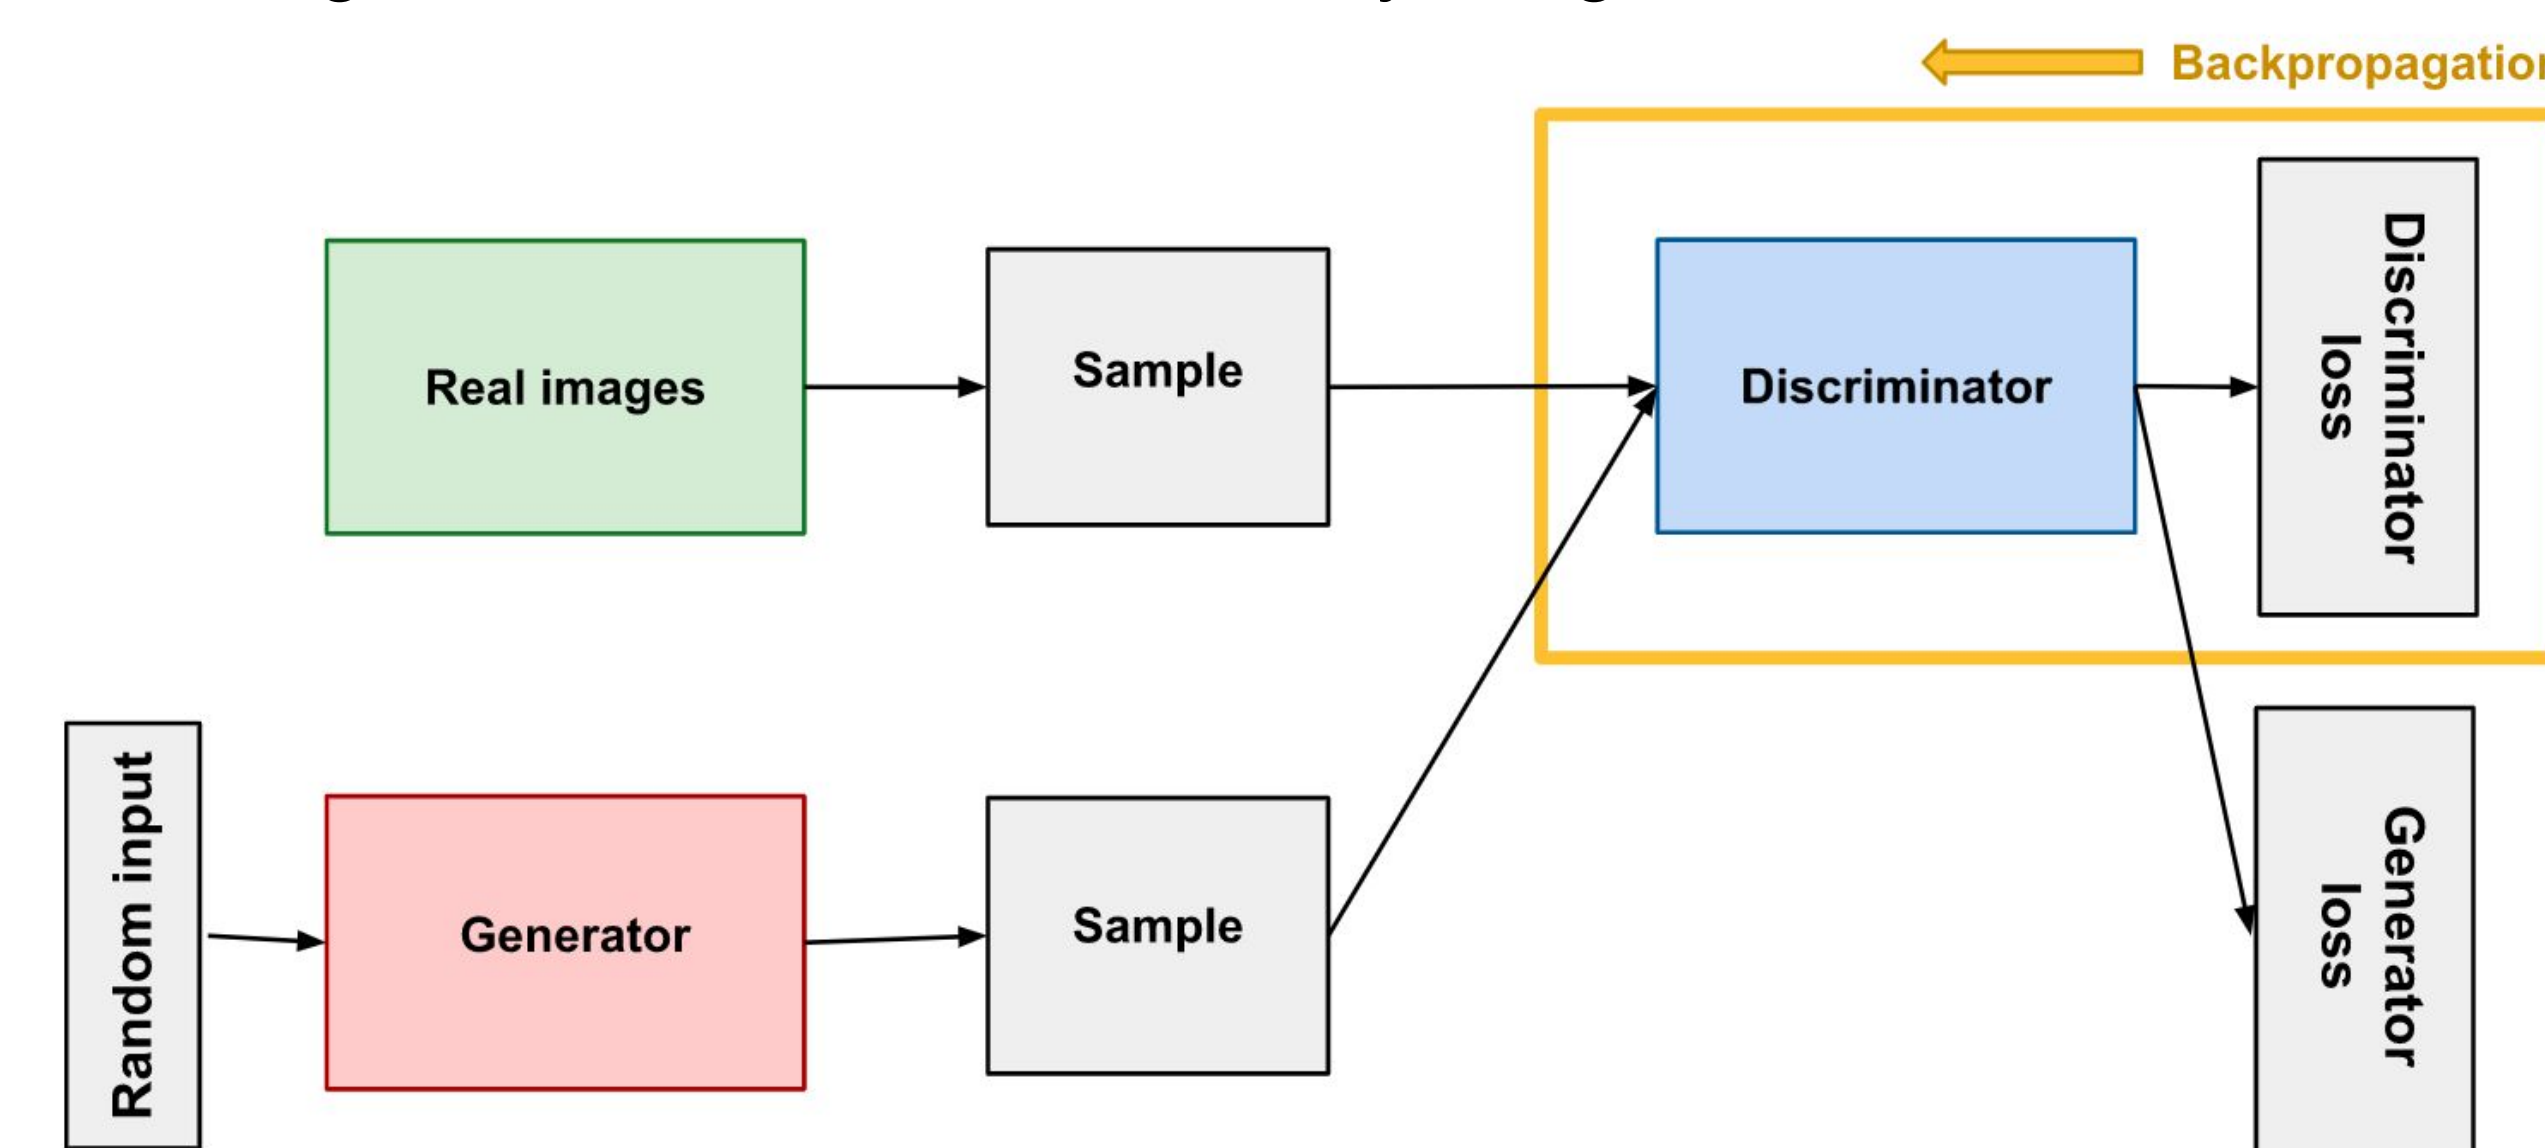 Backpropagation
Real images
Sample
Discriminator
Discriminator
loss
Random input
Generator
Sample
Generator
loss